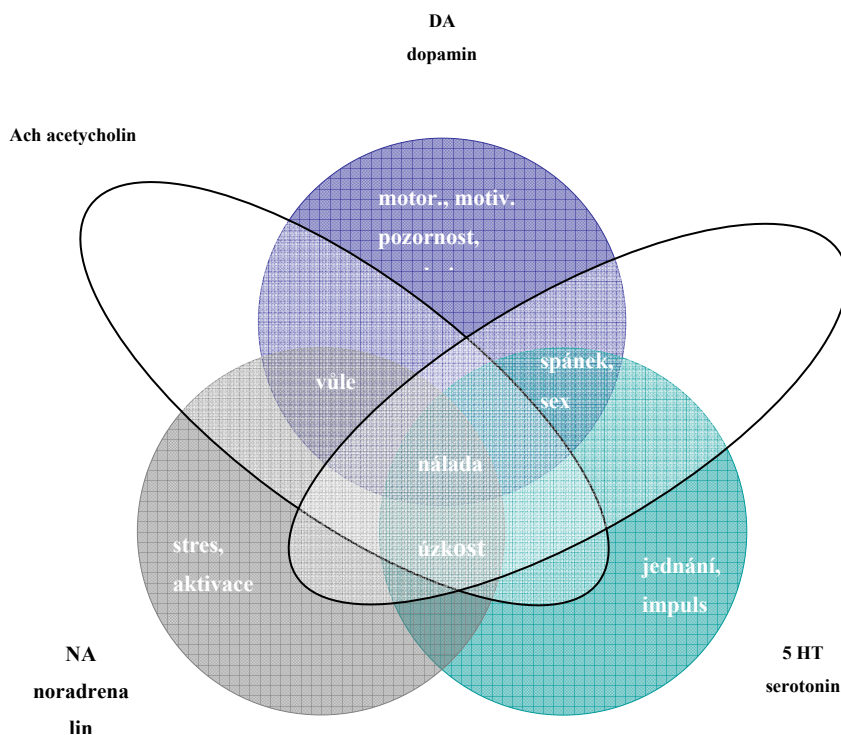 DA
dopamin
Ach acetycholin
motor., motiv.
pozornost,
spánek,
sex
vůle
nálada
úzkost
stres,
aktivace
jednání,
impuls
NA
noradrena
lin
5 HT
serotonin